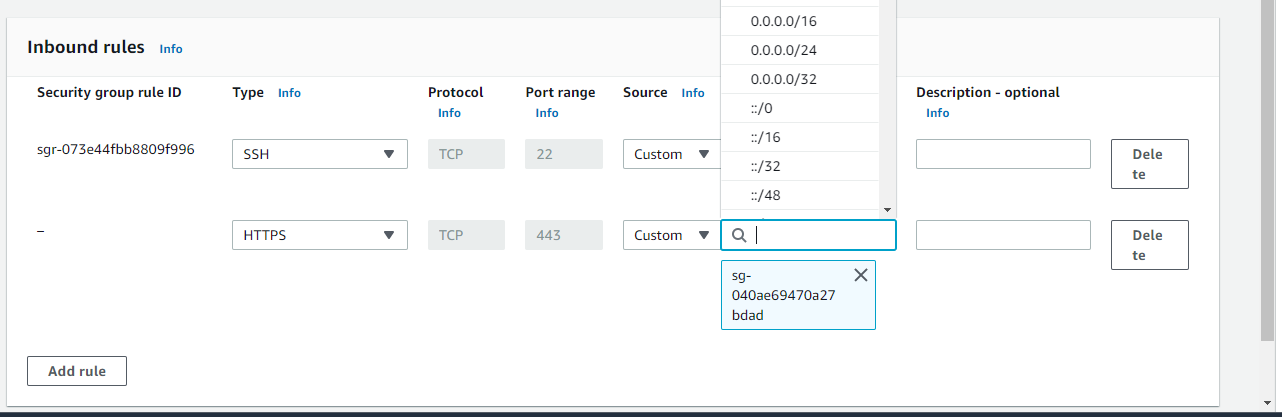 0.0.0.0/16
Inbound rules Info
0.0.0.0/24
0.0.0.0/32
Security group rule ID Type Info Protocol Info Port range Info Source Info Description - optional Info
::/0
::/16
sgr-073e44fbb8809f996 SSH TCP 22 Custom Delete
::/32
::/48
– HTTPS TCP 443 Custom Delete
sg-
040ae69470a27
bdad
Add rule